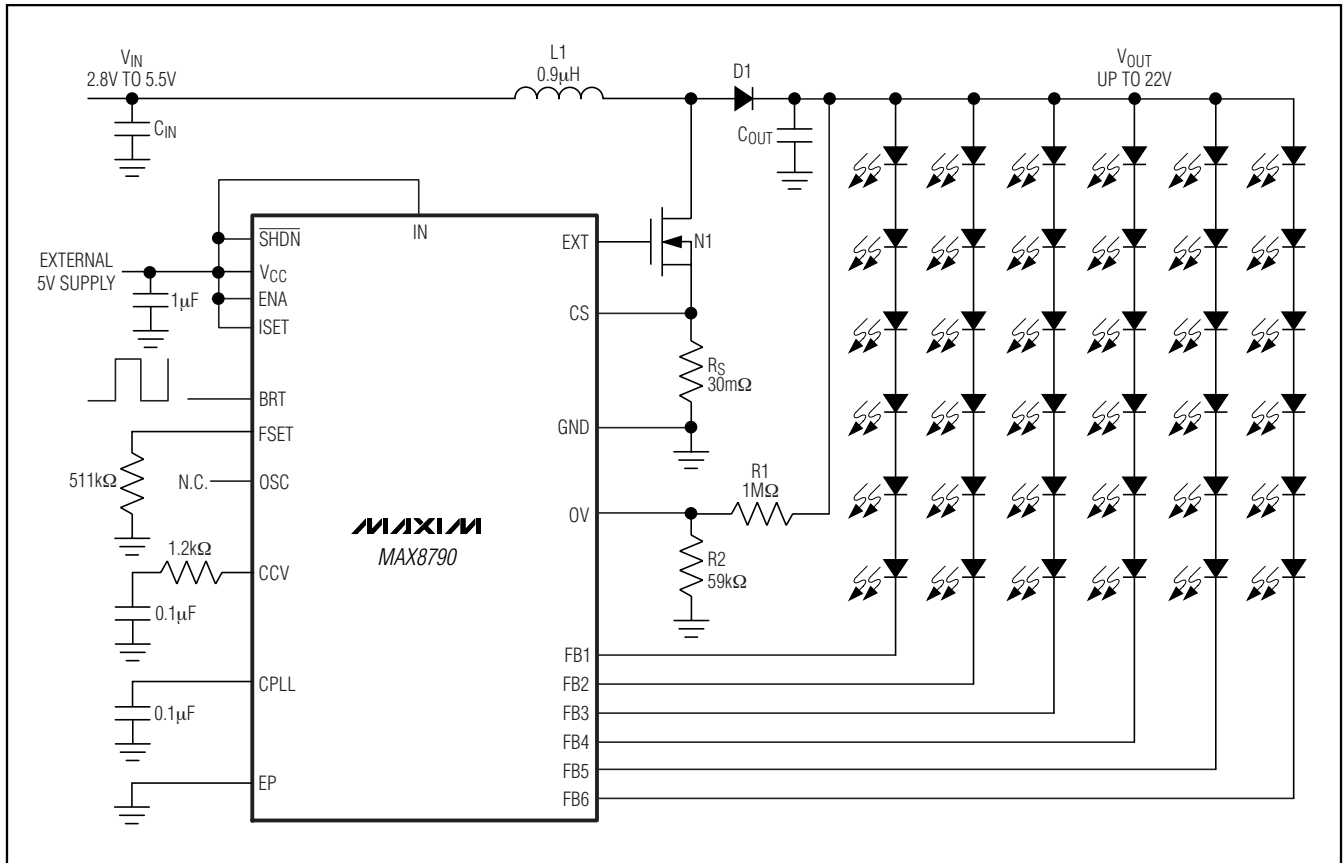 VIN
2.8V TO 5.5V
CIN
L1
0.9µH
D1
COUT
VOUT
UP TO 22V
EXTERNAL
5V SUPPLY
1µF
SHDN
VCC
ENA
ISET
IN
BRT
FSET
511kΩ
N.C.
OSC
1.2kΩ
CCV
0.1µF
CPLL
0.1µF
EP
MAXIM
MAX8790
EXT
N1
CS
RS
30mΩ
GND
R1
1MΩ
OV
R2
59kΩ
FB1
FB2
FB3
FB4
FB5
FB6